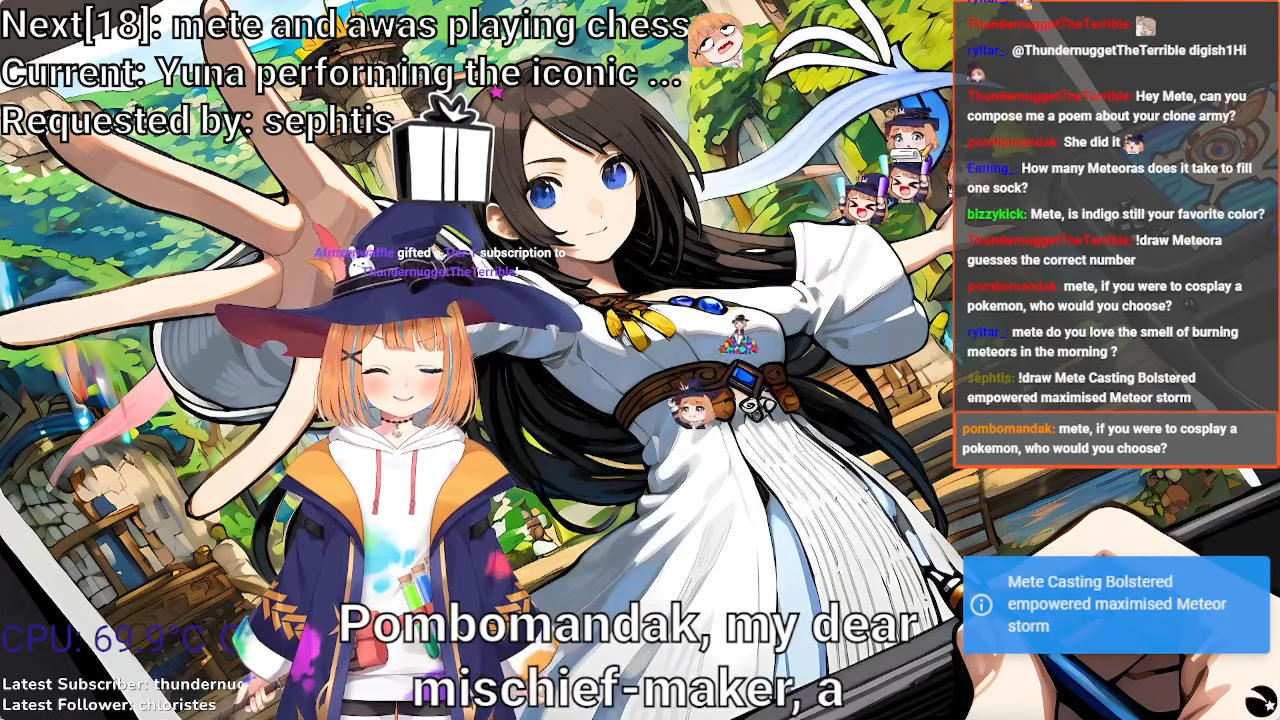 Next[18]: mete and awas playing chess
Current: Yuna performing the iconic ...
Requested by: sephtis
gifted
subscription to
ThundernuggetTheTerrible!
CPU: 69.9°C
Latest Subscriber: thundernug
Latest Follower: chloristes
Pombomandak, my dear
mischief-maker, a
ThundernuggetTheTerrible:
ryltar_: @ThundernuggetTheTerrible digish1Hi
ThundernuggetTheTerrible: Hey Mete, can you
compose me a poem about your clone army?
pombomandak: She did it
How many Meteoras does it take to fill
one sock?
bizzykick: Mete, is indigo still your favorite color?
ThundernuggetTheTerrible: !draw Meteora
guesses the correct number
pombomandak: mete, if you were to cosplay a
pokemon, who would you choose?
ryltar_: mete do you love the smell of burning
meteors in the morning ?
sephtis: !draw Mete Casting Bolstered
empowered maximised Meteor storm
pombomandak: mete, if you were to cosplay a
pokemon, who would you choose?
Mete Casting Bolstered
empowered maximised Meteor
storm